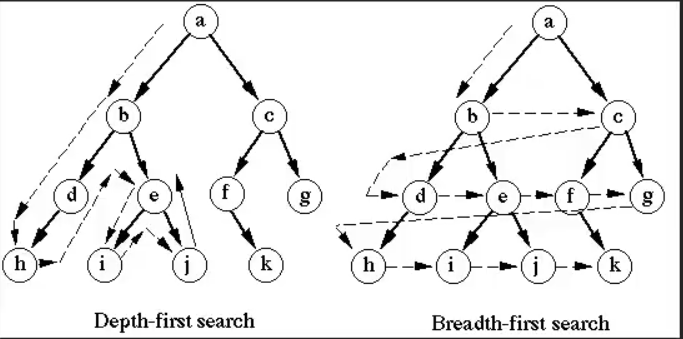 a
b c
d e f g
h i j k
Depth-first search
a
b c
d e f g
h i j k
Breadth-first search